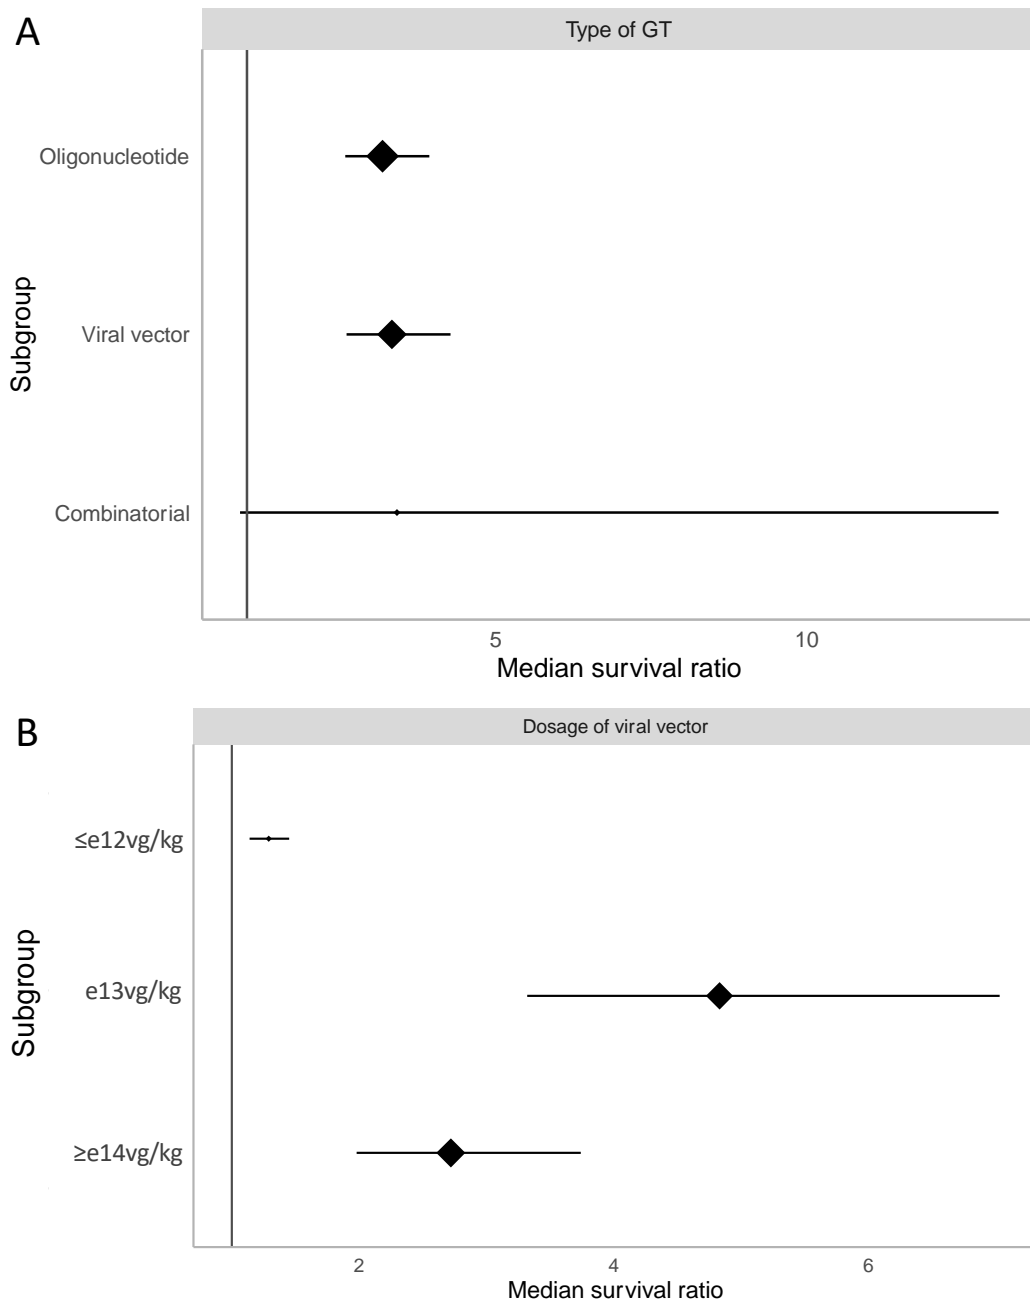 A
Type of GT
Oligonucleotide
Viral vector
Combinatorial
Subgroup
5
10
Median survival ratio
B
Dosage of viral vector
≤e12vg/kg
e13vg/kg
≥e14vg/kg
Subgroup
2
4
6
Median survival ratio